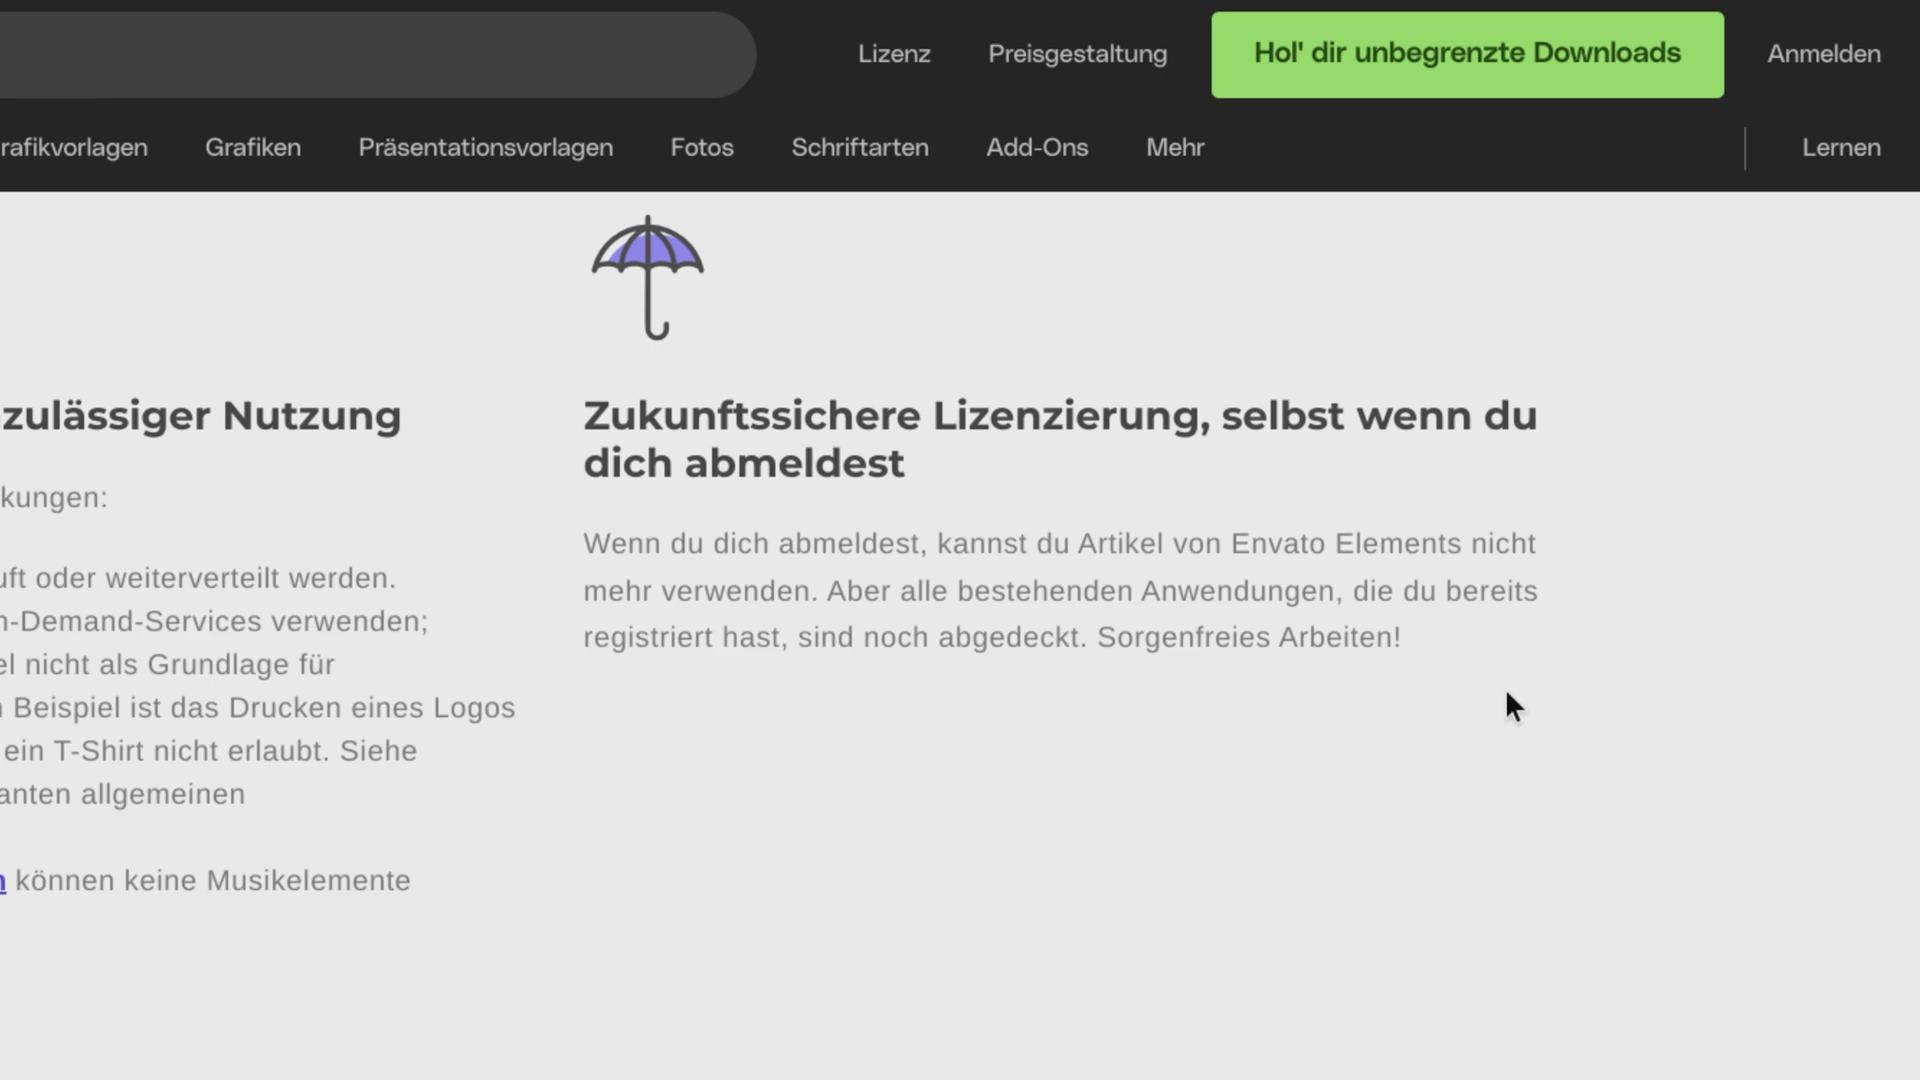 Lizenz Preisgestaltung Hol' dir unbegrenzte Downloads Anmelden
rafikvorlagen Grafiken Präsentationsvorlagen Fotos Schriftarten Add-Ons Mehr Lernen
zulässiger Nutzung
kungen:
uft oder weiterverteilt werden.
n-Demand-Services verwenden;
el nicht als Grundlage für
n Beispiel ist das Drucken eines Logos
ein T-Shirt nicht erlaubt. Siehe
anten allgemeinen
n können keine Musikelemente
Zukunftssichere Lizenzierung, selbst wenn du
dich abmeldest
Wenn du dich abmeldest, kannst du Artikel von Envato Elements nicht
mehr verwenden. Aber alle bestehenden Anwendungen, die du bereits
registriert hast, sind noch abgedeckt. Sorgenfreies Arbeiten!